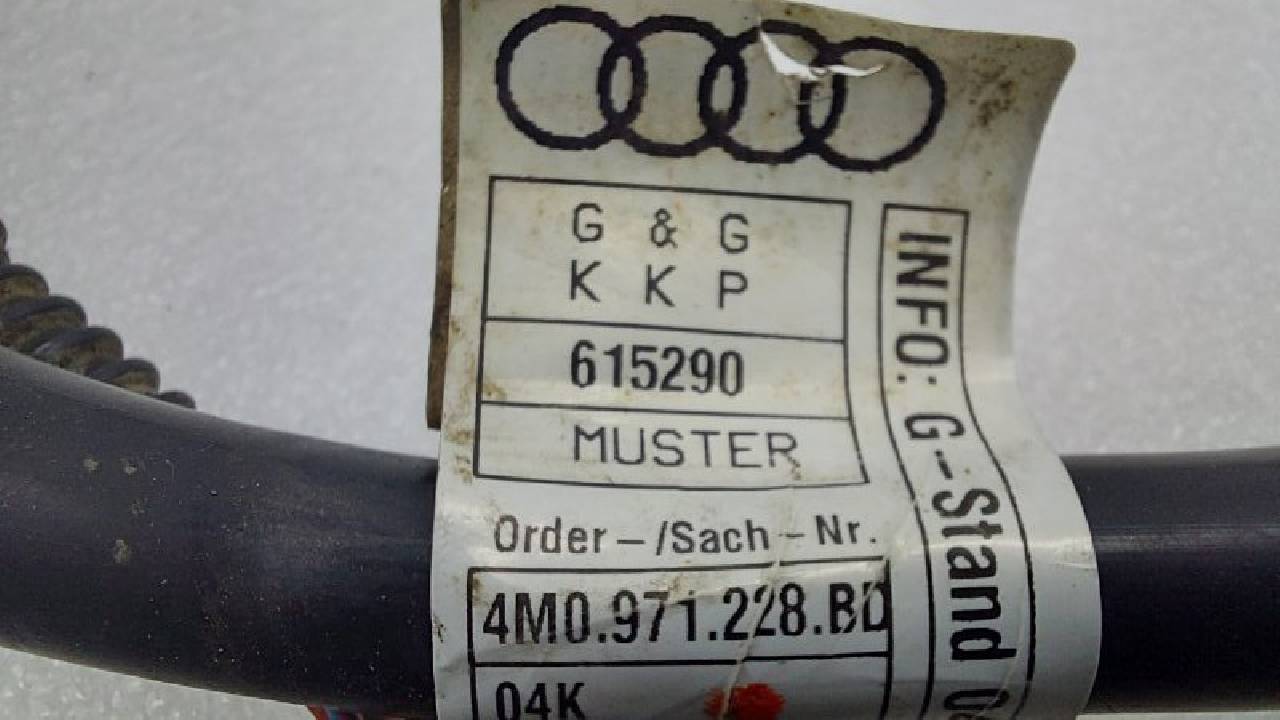 G & G
K K P
615290
MUSTER
Order-/Sach-Nr.
4M0.971.228.BD
04K
INFO: G-Stand